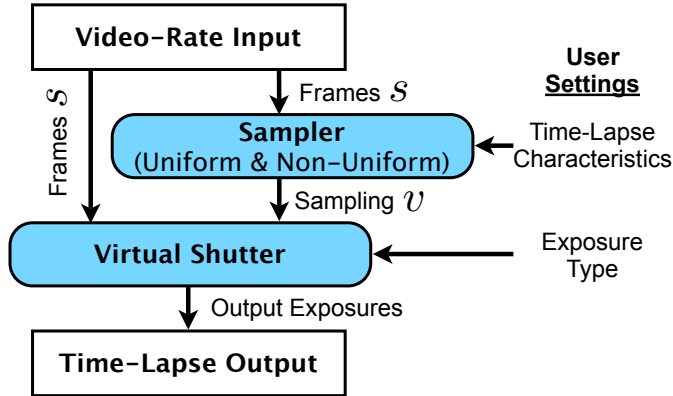 Video-Rate Input
User
Settings
Frames s
Frames s
Sampler
(Uniform & Non-Uniform)
Time-Lapse
Characteristics
Sampling v
Virtual Shutter
Exposure
Type
Output Exposures
Time-Lapse Output